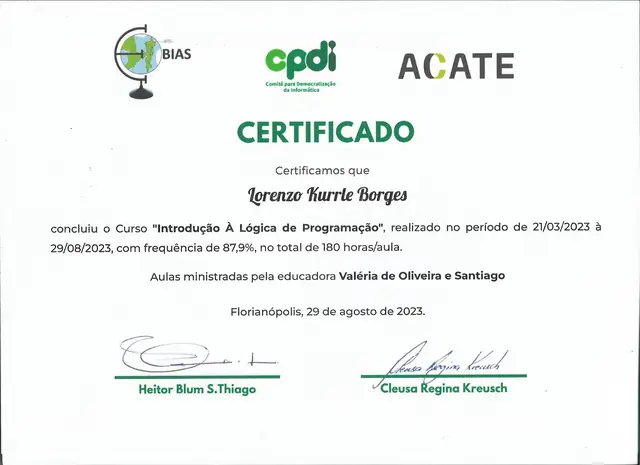 BIAS
cpdi
Comitê para Democratização
da Informática
ACATE
CERTIFICADO
Certificamos que
Lorenzo Kurrle Borges
concluiu o Curso "Introdução À Lógica de Programação", realizado no período de 21/03/2023 à
29/08/2023, com frequência de 87,9%, no total de 180 horas/aula.
Aulas ministradas pela educadora Valéria de Oliveira e Santiago
Florianópolis, 29 de agosto de 2023.
Cleusa Regina Kreusch
Heitor Blum S.Thiago
Cleusa Regina Kreusch